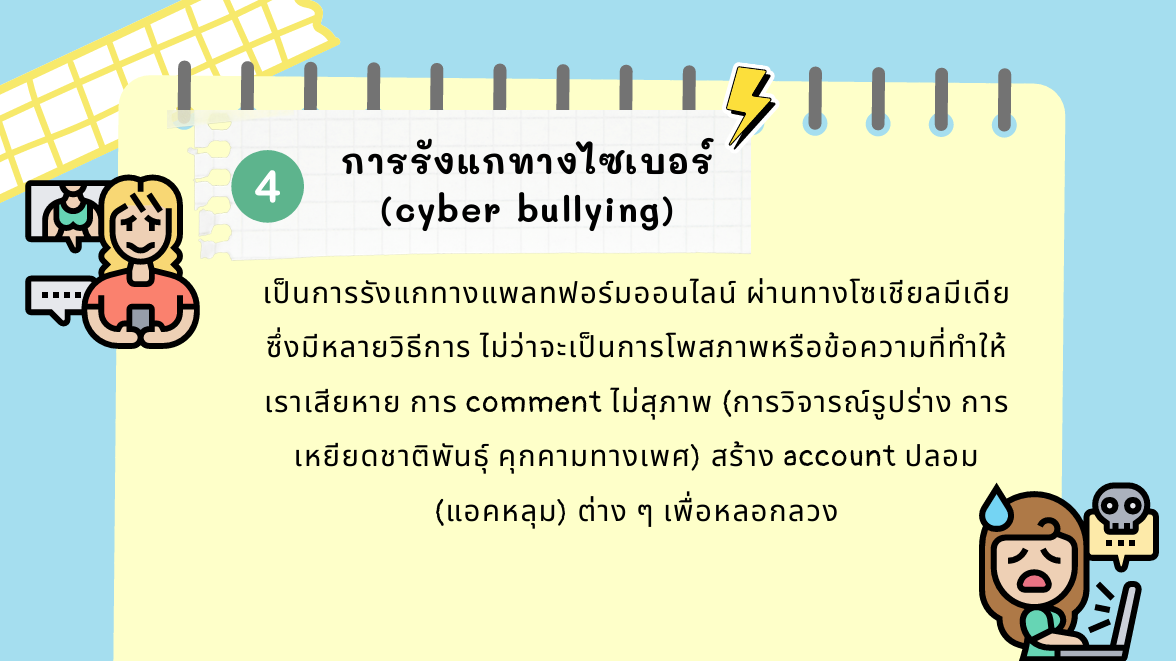 4
การรังแกทางไซเบอร์
(cyber bullying)
เป็นการรังแกทางแพลทฟอร์มออนไลน์ ผ่านทางโซเชียลมีเดีย
ซึ่งมีหลายวิธีการ ไม่ว่าจะเป็นการโพสภาพหรือข้อความที่ทำให้
เราเสียหาย การ comment ไม่สุภาพ (การวิจารณ์รูปร่าง การ
เหยียดชาติพันธุ์ คุกคามทางเพศ) สร้าง account ปลอม
(แอคหลุม) ต่าง ๆ เพื่อหลอกลวง